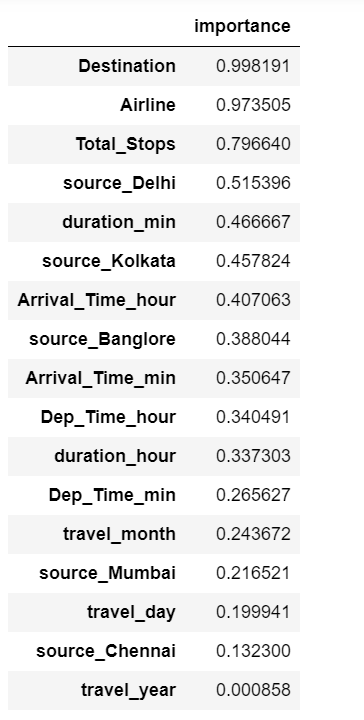 importance
Destination 0.998191
Airline 0.973505
Total_Stops 0.796640
source_Delhi 0.515396
duration_min 0.466667
source_Kolkata 0.457824
Arrival_Time_hour 0.407063
source_Banglore 0.388044
Arrival_Time_min 0.350647
Dep_Time_hour 0.340491
duration_hour 0.337303
Dep_Time_min 0.265627
travel_month 0.243672
source_Mumbai 0.216521
travel_day 0.199941
source_Chennai 0.132300
travel_year 0.000858